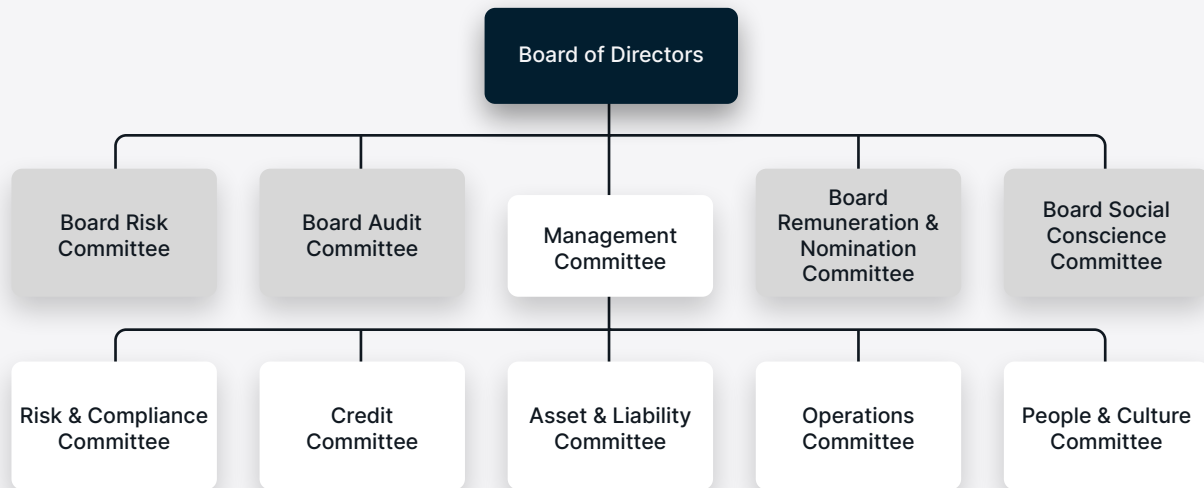 Board of Directors
Board Risk
Committee
Board Audit
Committee
Management
Committee
Board
Remuneration &
Nomination
Committee
Board Social
Conscience
Committee
Risk & Compliance
Committee
Credit
Committee
Asset & Liability
Committee
Operations
Committee
People & Culture
Committee